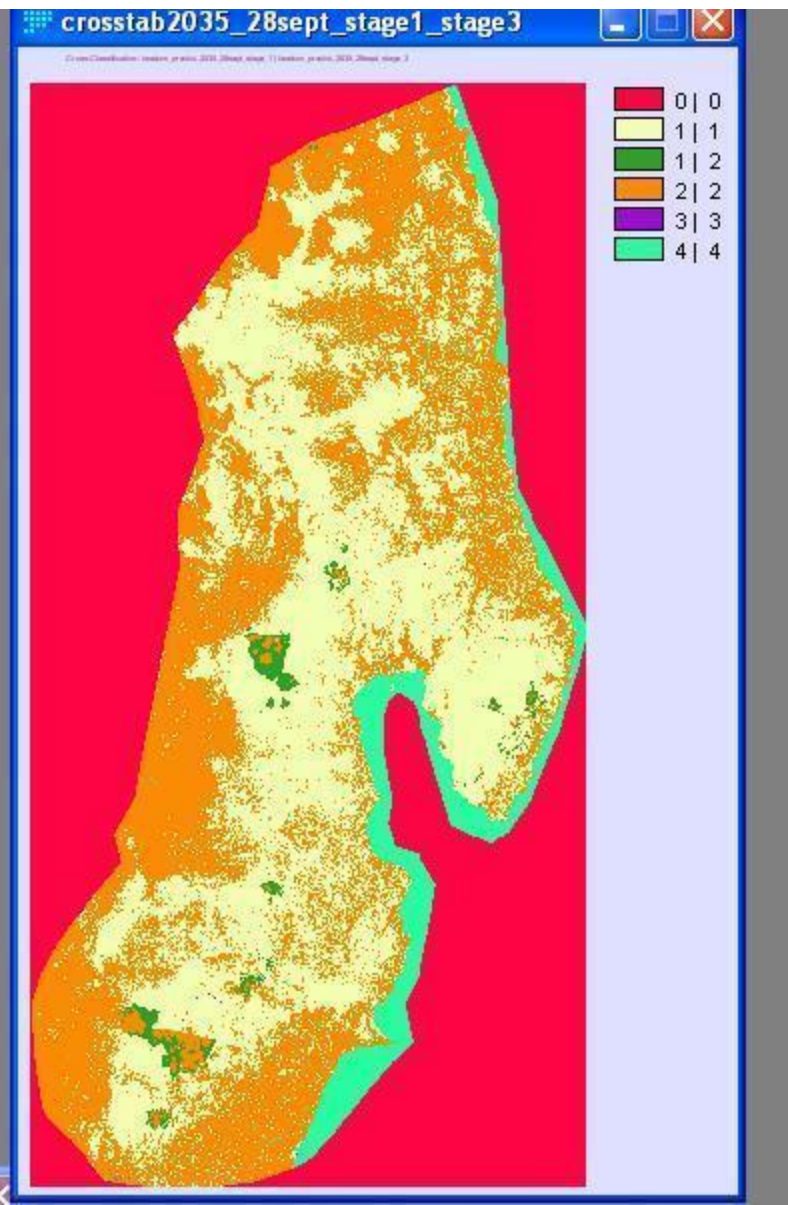 crosstab2035_28sept_stage1_stage3
0 | 0
1 | 1
1 | 2
2 | 2
3 | 3
4 | 4